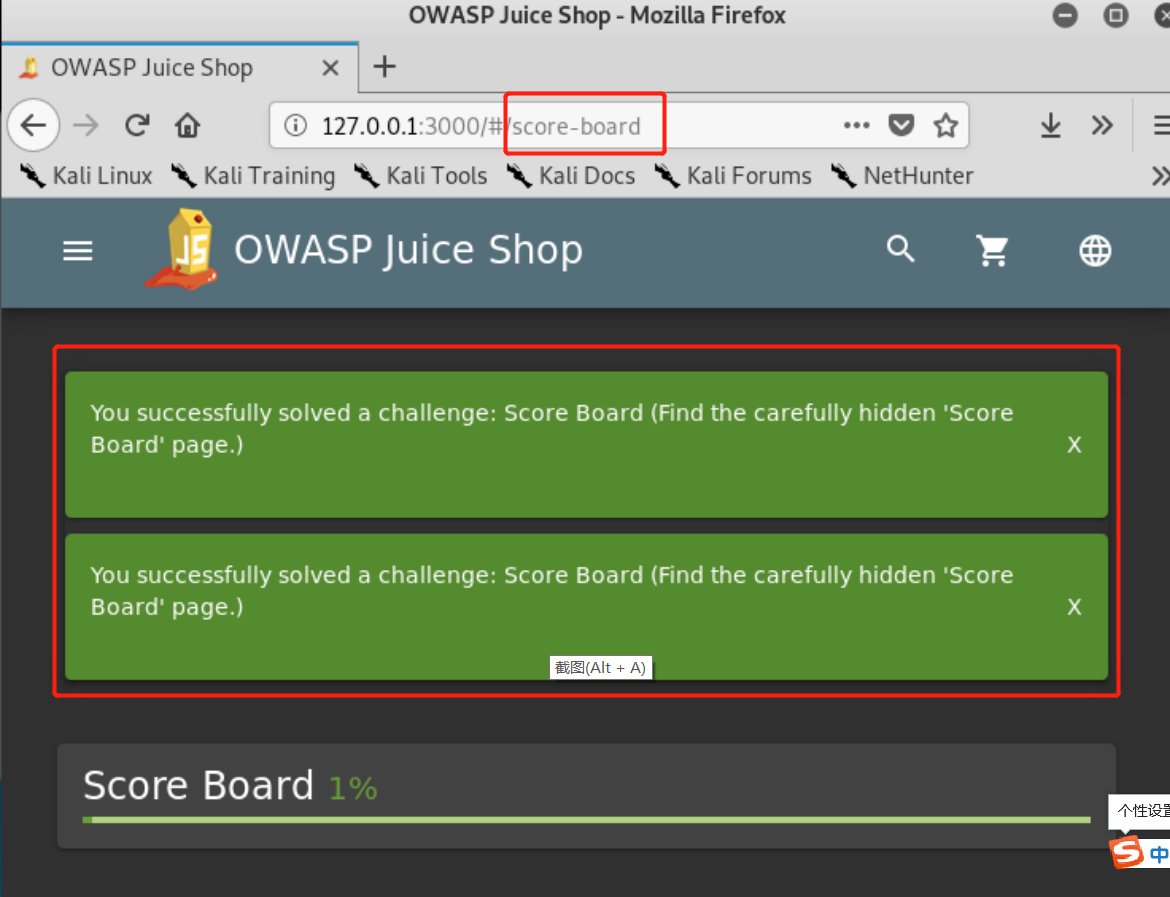 OWASP Juice Shop - Mozilla Firefox
OWASP Juice Shop
127.0.0.1:3000/#/score-board
Kali Linux Kali Training Kali Tools Kali Docs Kali Forums NetHunter
JS OWASP Juice Shop
You successfully solved a challenge: Score Board (Find the carefully hidden 'Score
Board' page.)
X
You successfully solved a challenge: Score Board (Find the carefully hidden 'Score
Board' page.)
X
截图(Alt + A)
Score Board 1%
个性设置
S 中